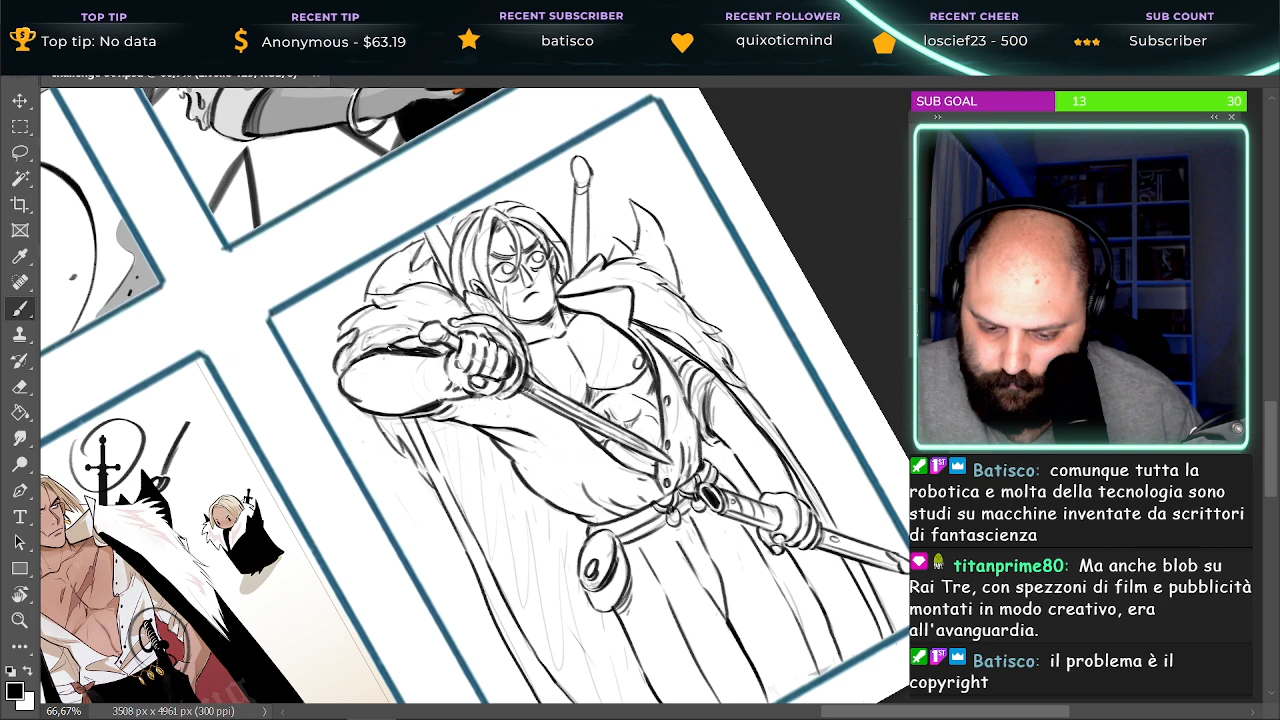 TOP TIP
Top tip: No data
RECENT TIP
Anonymous - $63.19
RECENT SUBSCRIBER
batisco
RECENT FOLLOWER
quixoticmind
RECENT CHEER
loscief23 - 500
SUB COUNT
Subscriber
SUB GOAL
13
30
Batisco: comunque tutta la
robotica e molta della tecnologia sono
studi su macchine inventate da scrittori
di fantascienza
titanprime80: Ma anche blob su
Rai Tre, con spezzoni di film e pubblicità
montati in modo creativo, era
all'avanguardia.
Batisco: il problema è il
copyright
66,67%
3508 px x 4961 px (300 ppi)